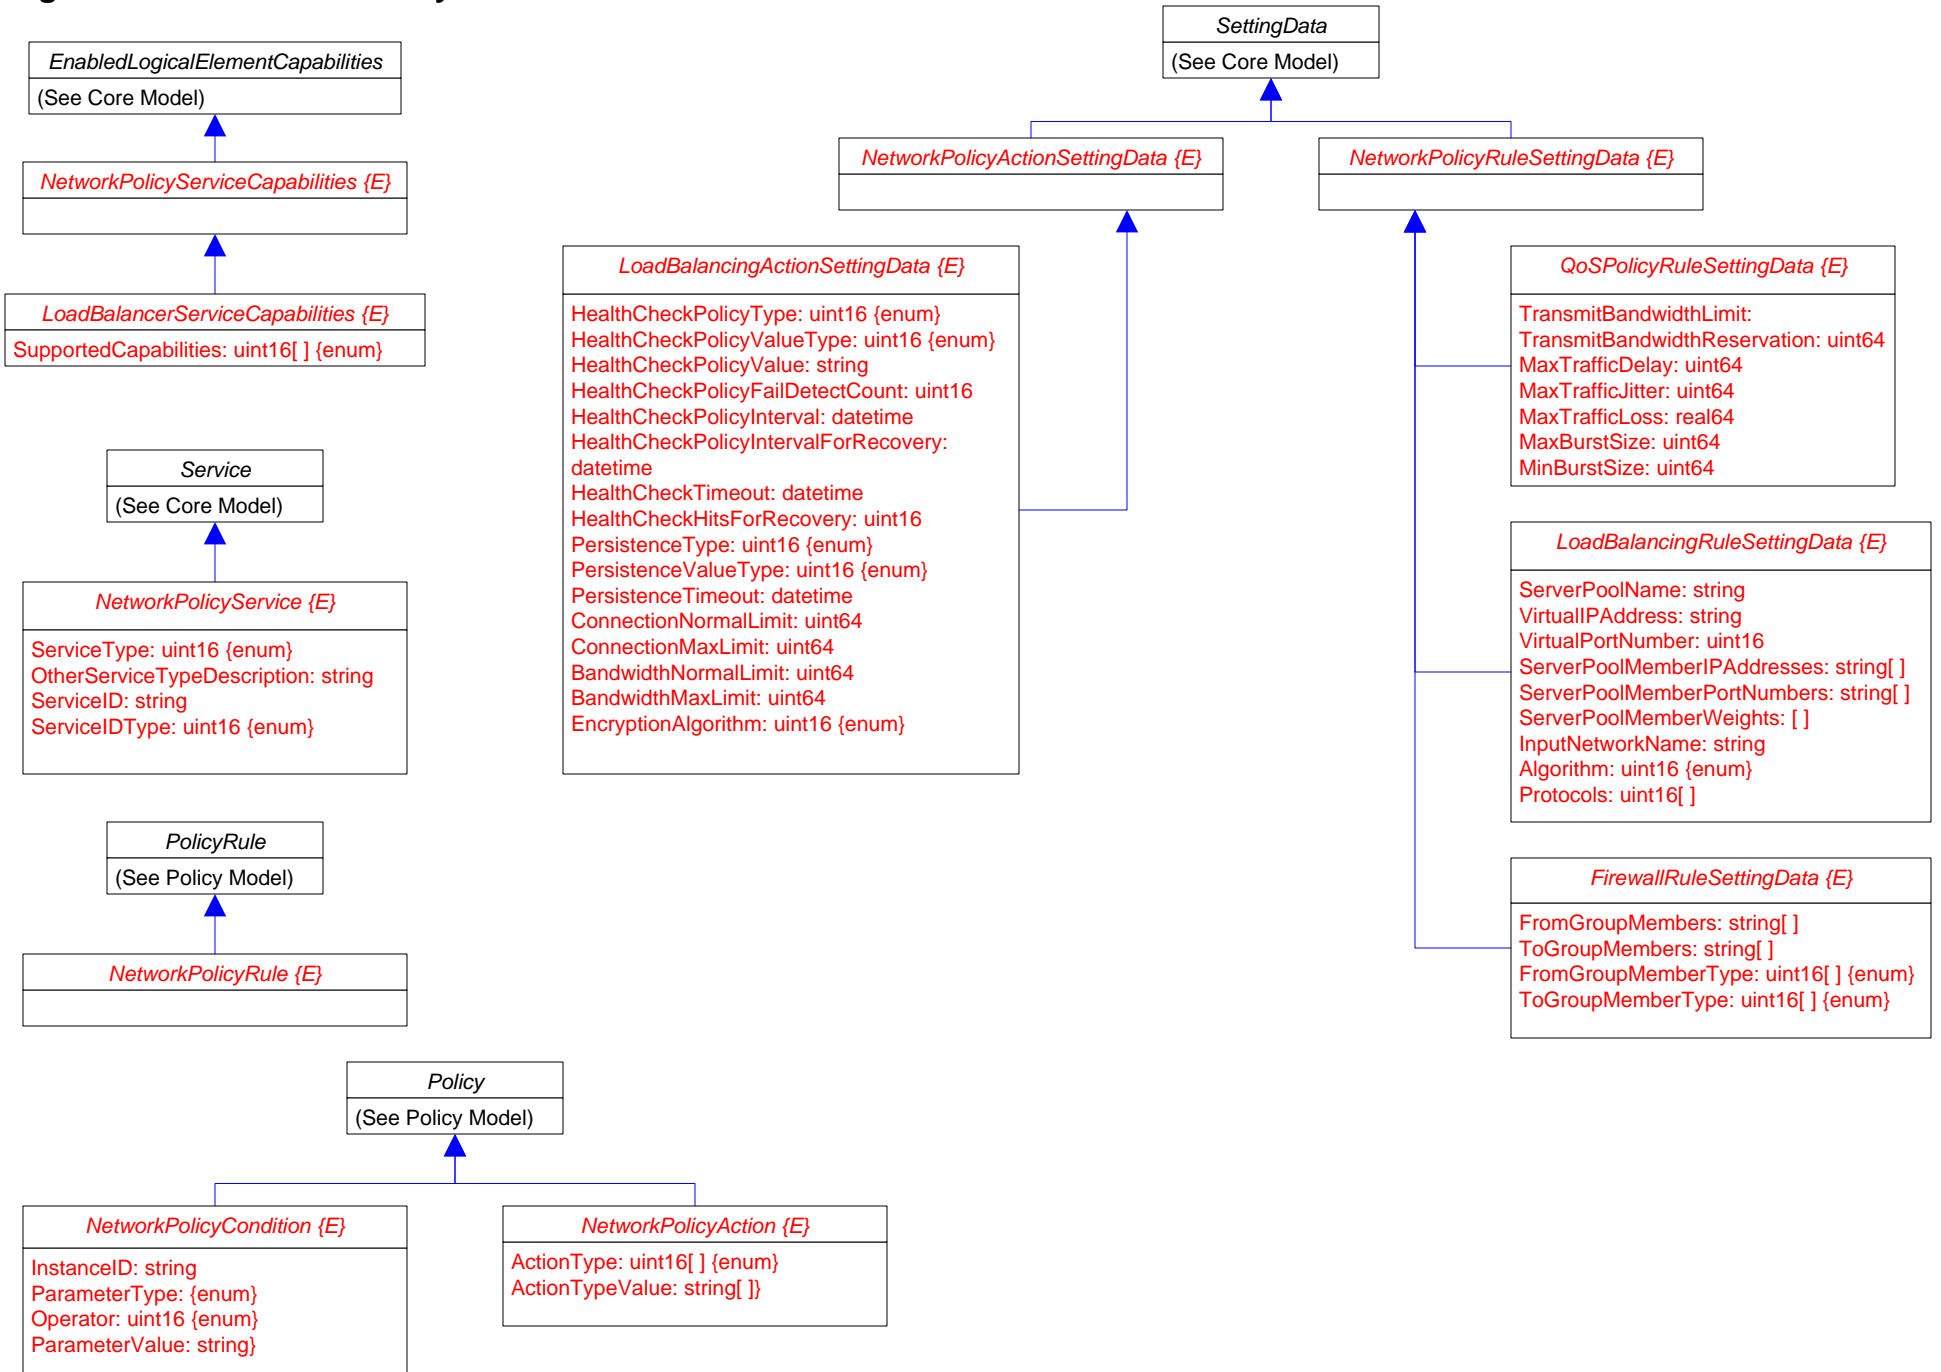 SettingData
(See Core Model)
EnabledLogicalElementCapabilities
(See Core Model)
NetworkPolicyServiceCapabilities {E}
LoadBalancerServiceCapabilities {E}
SupportedCapabilities: uint16[ ] {enum}
NetworkPolicyActionSettingData {E}
NetworkPolicyRuleSettingData {E}
LoadBalancingActionSettingData {E}
HealthCheckPolicyType: uint16 {enum}
HealthCheckPolicyValueType: uint16 {enum}
HealthCheckPolicyValue: string
HealthCheckPolicyFailDetectCount: uint16
HealthCheckPolicyInterval: datetime
HealthCheckPolicyIntervalForRecovery:
datetime
HealthCheckTimeout: datetime
HealthCheckHitsForRecovery: uint16
PersistenceType: uint16 {enum}
PersistenceValueType: uint16 {enum}
PersistenceTimeout: datetime
ConnectionNormalLimit: uint64
ConnectionMaxLimit: uint64
BandwidthNormalLimit: uint64
BandwidthMaxLimit: uint64
EncryptionAlgorithm: uint16 {enum}
QoSPolicyRuleSettingData {E}
TransmitBandwidthLimit:
TransmitBandwidthReservation: uint64
MaxTrafficDelay: uint64
MaxTrafficJitter: uint64
MaxTrafficLoss: real64
MaxBurstSize: uint64
MinBurstSize: uint64
LoadBalancingRuleSettingData {E}
ServerPoolName: string
VirtualIPAddress: string
VirtualPortNumber: uint16
ServerPoolMemberIPAddresses: string[ ]
ServerPoolMemberPortNumbers: string[ ]
ServerPoolMemberWeights: [ ]
InputNetworkName: string
Algorithm: uint16 {enum}
Protocols: uint16[ ]
FirewallRuleSettingData {E}
FromGroupMembers: string[ ]
ToGroupMembers: string[ ]
FromGroupMemberType: uint16[ ] {enum}
ToGroupMemberType: uint16[ ] {enum}
Service
(See Core Model)
NetworkPolicyService {E}
ServiceType: uint16 {enum}
OtherServiceTypeDescription: string
ServiceID: string
ServiceIDType: uint16 {enum}
PolicyRule
(See Policy Model)
NetworkPolicyRule {E}
Policy
(See Policy Model)
NetworkPolicyCondition {E}
InstanceID: string
ParameterType: {enum}
Operator: uint16 {enum}
ParameterValue: string}
NetworkPolicyAction {E}
ActionType: uint16[ ] {enum}
ActionTypeValue: string[ ]}